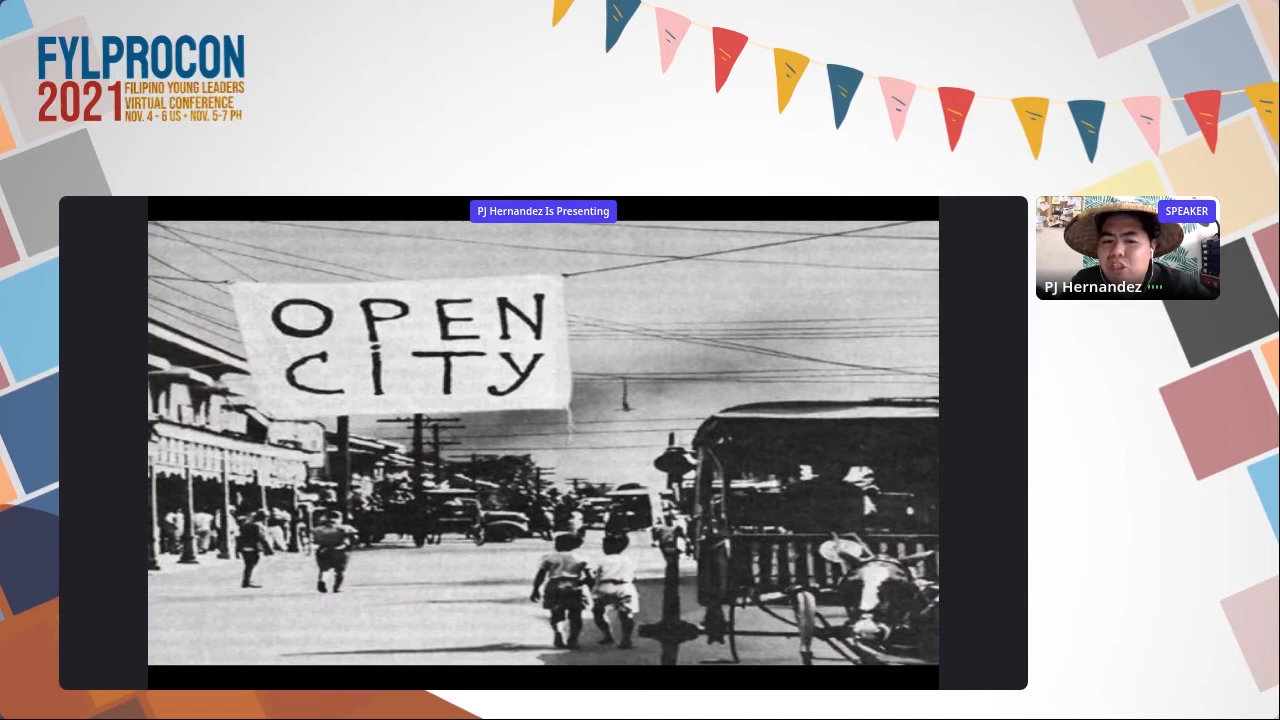 FYLPROCON
2021
FILIPINO YOUNG LEADERS
VIRTUAL CONFERENCE
NOV. 4 - 6 US • NOV. 5-7 PH
PJ Hernandez Is Presenting
SPEAKER
PJ Hernandez
OPEN
CiTy